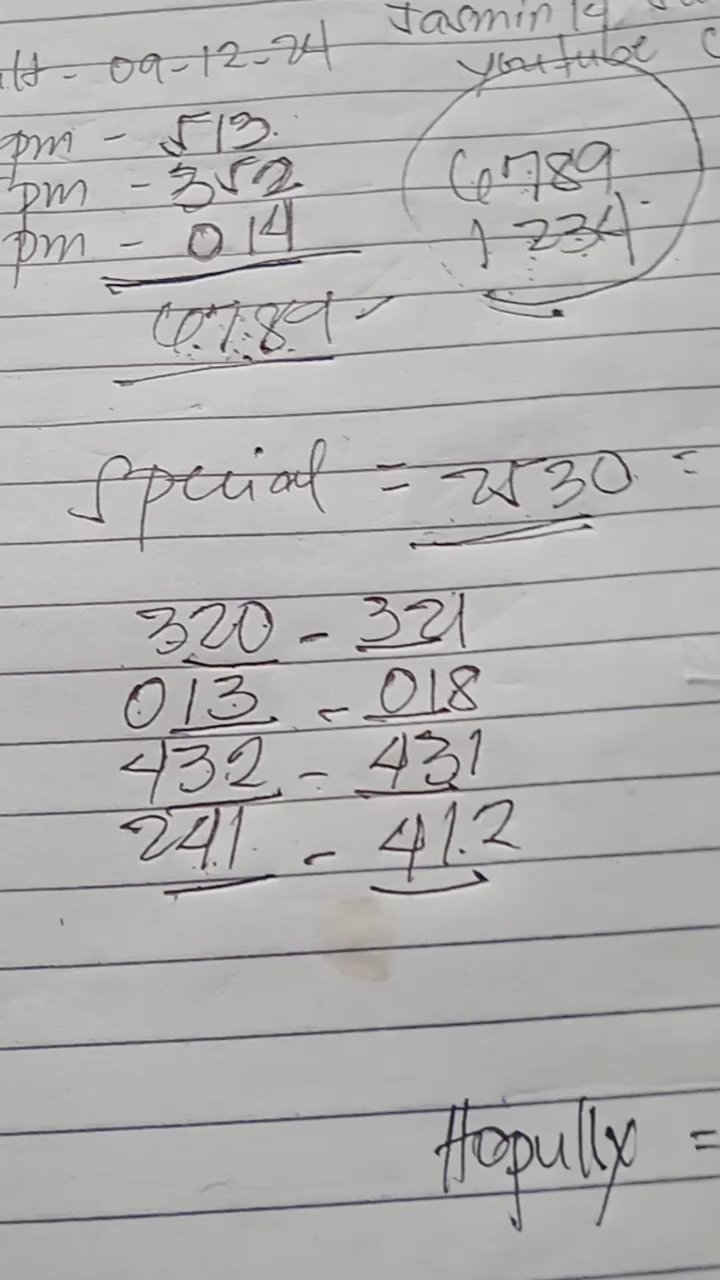 Jasmin
09-12-24
youtube C
pm - 513
pm - 352
pm - 014
6789
6789
1234
Special = 2530 =
320 - 321
013 - 018
432 - 431
241 - 412
Hopully =